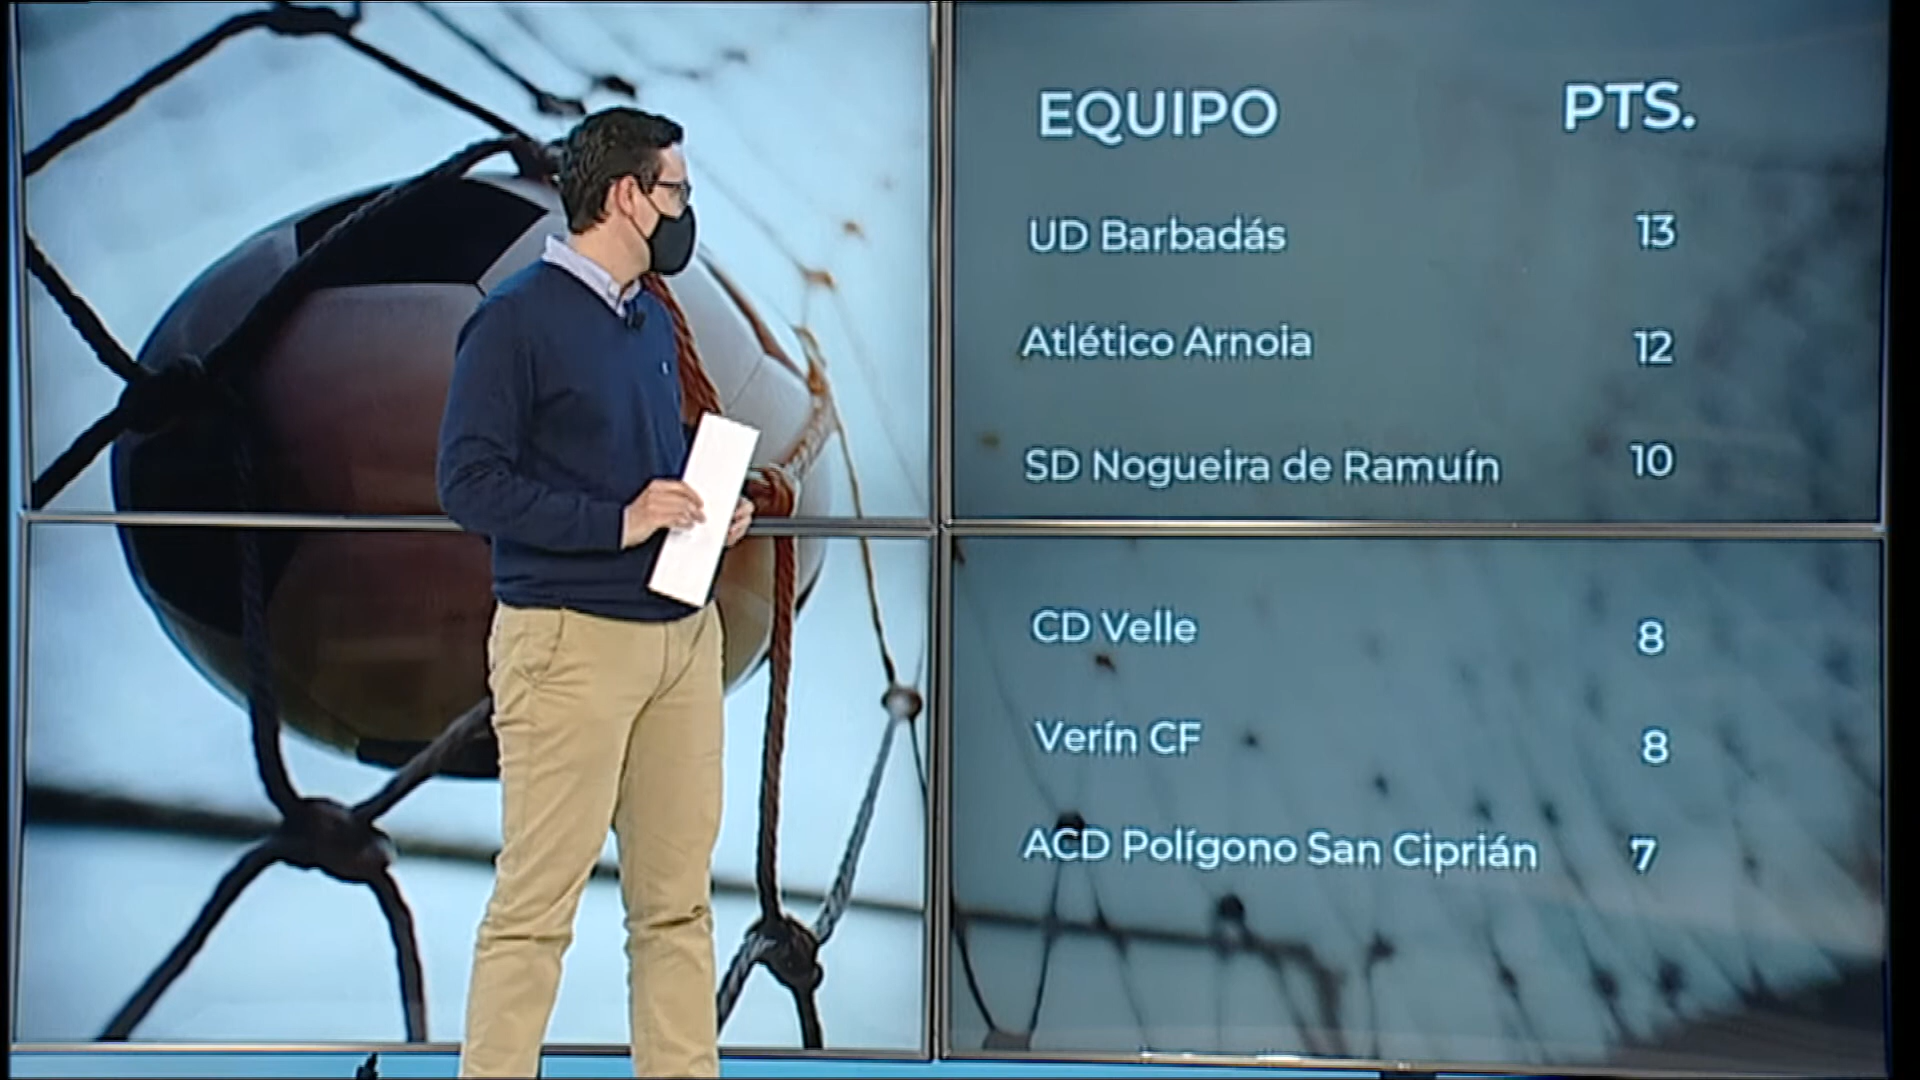 EQUIPO PTS.
UD Barbadás 13
Atlético Arnoia 12
SD Nogueira de Ramuín 10
CD Velle 8
Verín CF 8
ACD Polígono San Ciprián 7